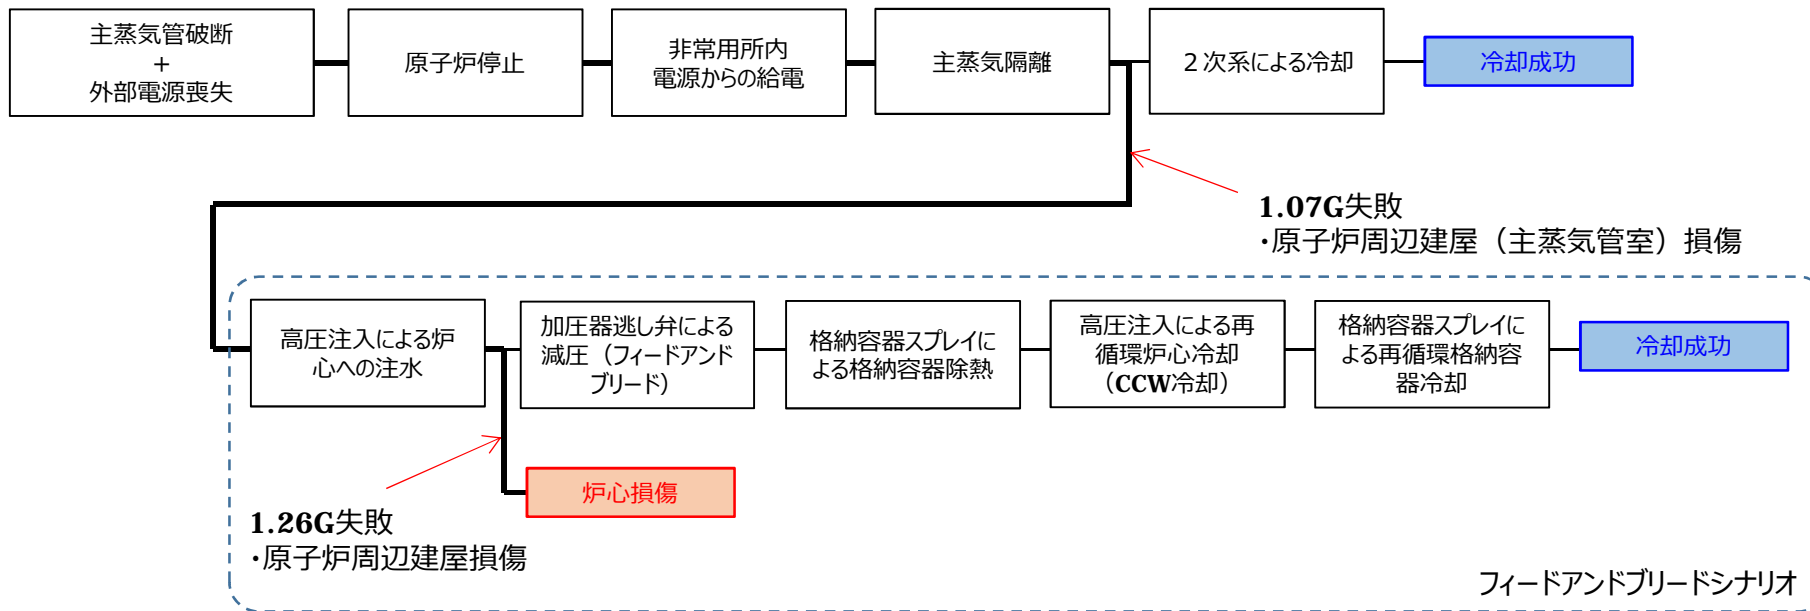 主蒸気管破断
+
外部電源喪失
原子炉停止
非常用所内
電源からの給電
主蒸気隔離
２次系による冷却
冷却成功
1.07G失敗
・原子炉周辺建屋（主蒸気管室）損傷
高圧注入による炉
心への注水
加圧器逃し弁による
減圧（フィードアンド
ブリード）
格納容器スプレイに
よる格納容器除熱
高圧注入による再
循環炉心冷却
（CCW冷却）
格納容器スプレイに
よる再循環格納容
器冷却
冷却成功
炉心損傷
1.26G失敗
・原子炉周辺建屋損傷
フィードアンドブリードシナリオ